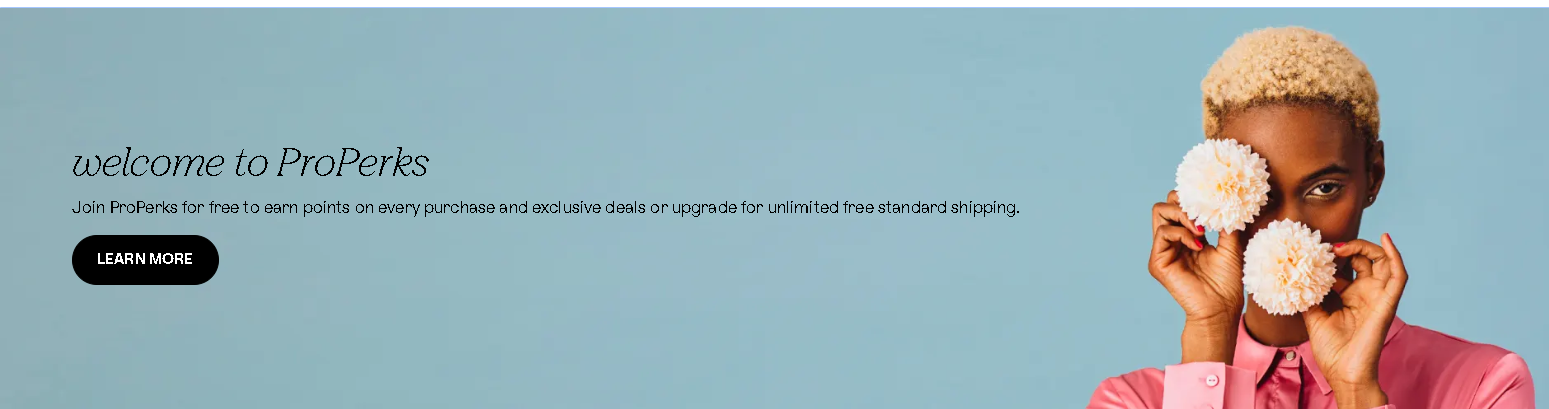 welcome to ProPerks
Join ProPerks for free to earn points on every purchase and exclusive deals or upgrade for unlimited free standard shipping.
LEARN MORE